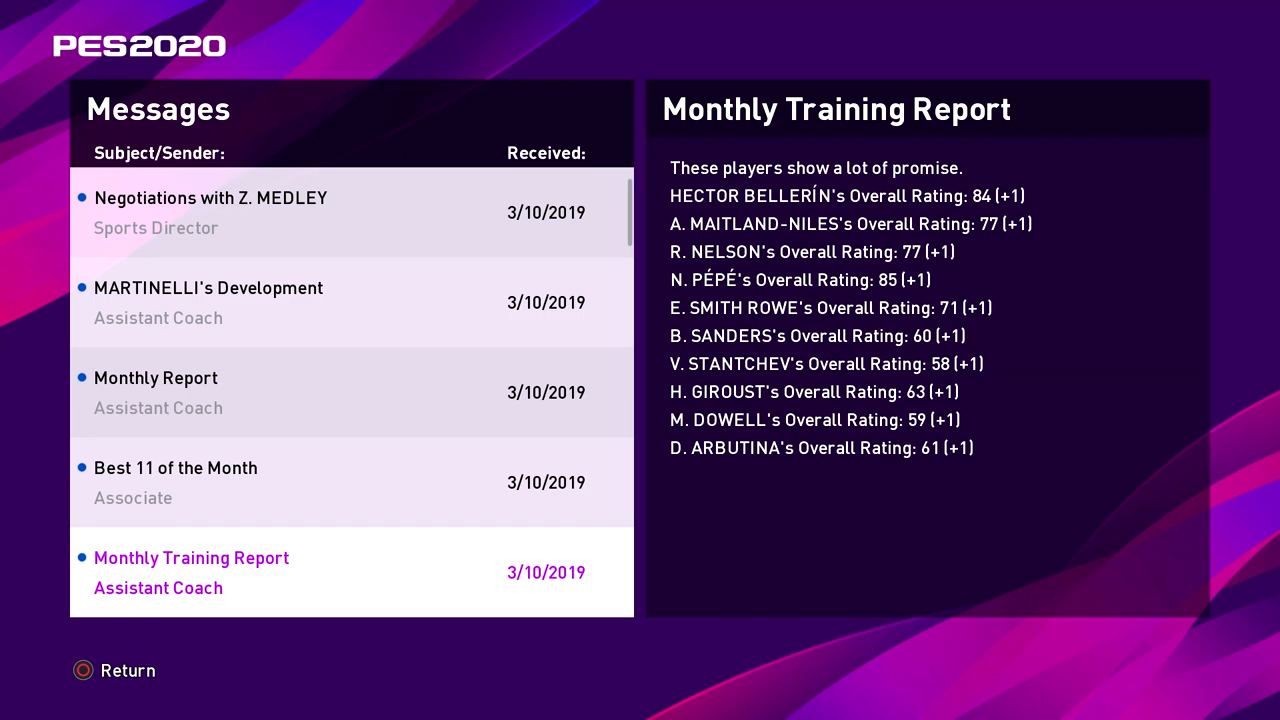 PES2020
Messages
Subject/Sender: Received:
Negotiations with Z. MEDLEY
Sports Director
3/10/2019
MARTINELLI's Development
Assistant Coach
3/10/2019
Monthly Report
Assistant Coach
3/10/2019
Best 11 of the Month
Associate
3/10/2019
Monthly Training Report
Assistant Coach
3/10/2019
Monthly Training Report
These players show a lot of promise.
HECTOR BELLERÍN's Overall Rating: 84 (+1)
A. MAITLAND-NILES's Overall Rating: 77 (+1)
R. NELSON's Overall Rating: 77 (+1)
N. PÉPÉ's Overall Rating: 85 (+1)
E. SMITH ROWE's Overall Rating: 71 (+1)
B. SANDERS's Overall Rating: 60 (+1)
V. STANTCHEV's Overall Rating: 58 (+1)
H. GIROUST's Overall Rating: 63 (+1)
M. DOWELL's Overall Rating: 59 (+1)
D. ARBUTINA's Overall Rating: 61 (+1)
Return